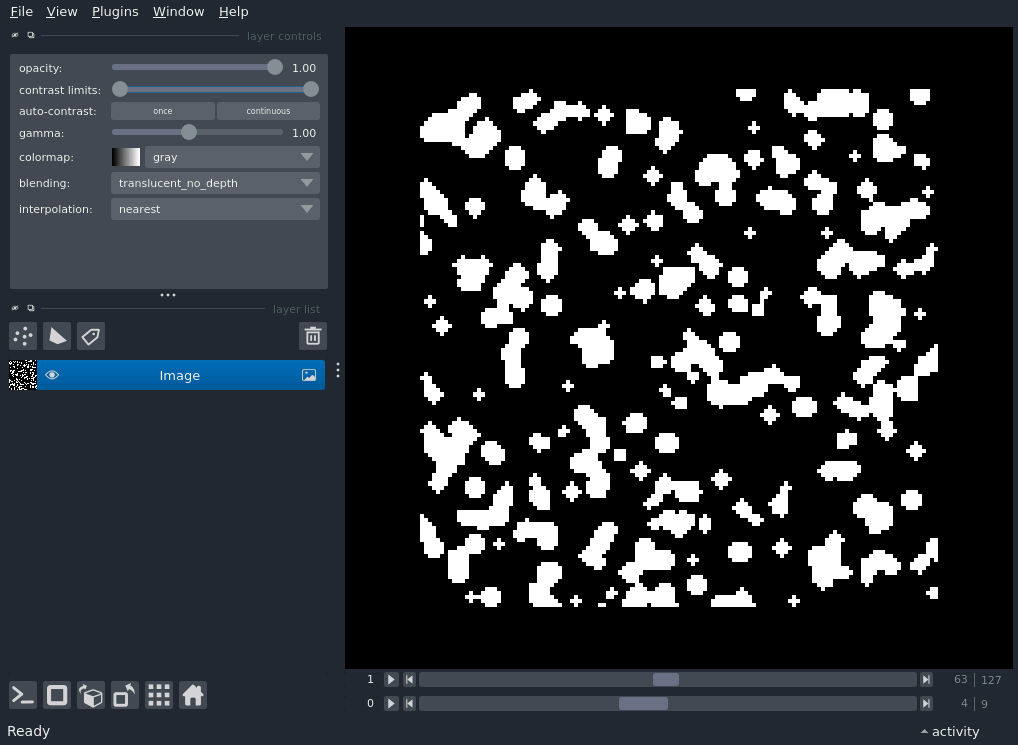 File View Plugins Window Help
layer controls
opacity: 1.00
contrast limits:
auto-contrast: once continuous
gamma: 1.00
colormap: gray
blending: translucent_no_depth
interpolation: nearest
layer list
Image
1 63 127
0 4 9
Ready activity